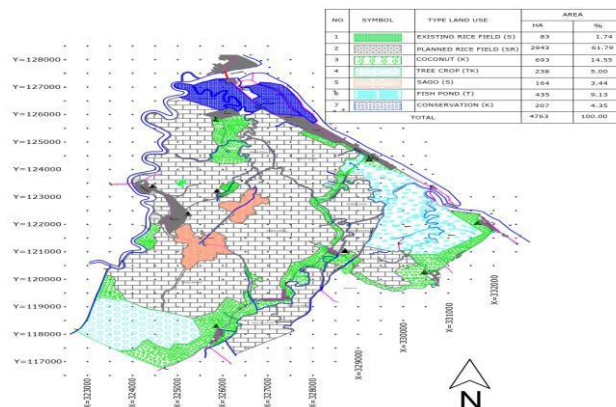 NO SYMBOL TYPE LAND USE AREA
HA %
1 EXISTING RICE FIELD (S) 83 1.74
2 PLANNED RICE FIELD (SR) 2943 61.79
3 COCONUT (K) 693 14.55
4 TREE CROP (TK) 238 5.00
5 SAGO (S) 164 3.44
6 FISH POND (T) 435 9.13
7 CONSERVATION (K) 207 4.35
TOTAL 4763 100.00
Y=128000
Y=127000
Y=126000
Y=125000
Y=124000
Y=123000
Y=122000
Y=121000
Y=120000
Y=119000
Y=118000
Y=117000
X=323000
X=324000
X=325000
X=326000
X=327000
X=328000
X=329000
X=330000
X=331000
X=332000
N